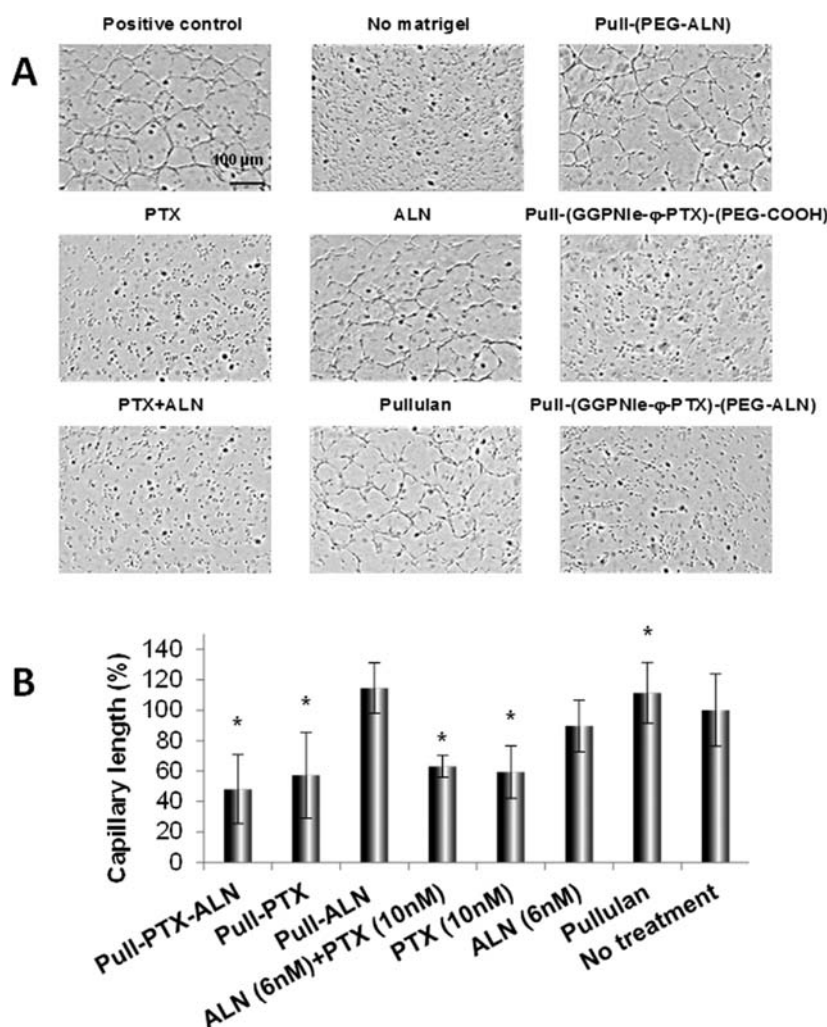 Positive control No matrigel Pull-(PEG-ALN)
A
100 µm
PTX ALN Pull-(GGPNle-φ-PTX)-(PEG-COOH)
PTX+ALN Pullulan Pull-(GGPNle-φ-PTX)-(PEG-ALN)
B
Capillary length (%)
140
120
100
80
60
40
20
0
* * * * *
Pull-PTX-ALN
Pull-PTX
Pull-ALN
ALN (6nM)+PTX (10nM)
PTX (10nM)
ALN (6nM)
Pullulan
No treatment